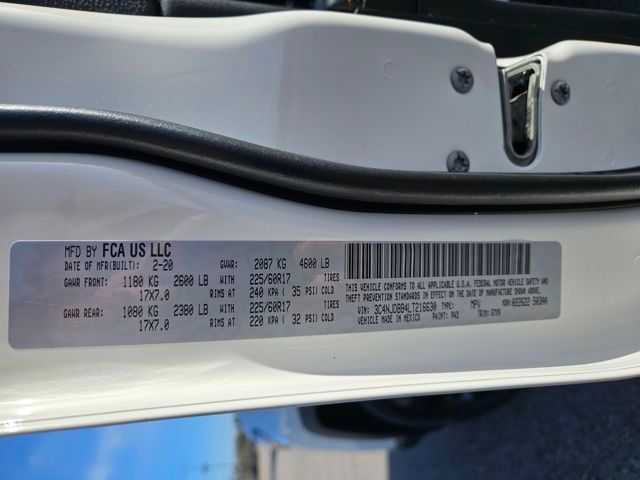 MFD BY FCA US LLC
DATE OF MFR(BUILT): 2-20 GVWR: 2087 KG 4600 LB
GAWR FRONT: 1180 KG 2600 LB WITH 225/60R17 TIRES
17X7.0 RIMS AT 240 KPA ( 35 PSI) COLD
GAWR REAR: 1080 KG 2380 LB WITH 225/60R17 TIRES
17X7.0 RIMS AT 220 KPA ( 32 PSI) COLD
THIS VEHICLE CONFORMS TO ALL APPLICABLE U.S.A. FEDERAL MOTOR VEHICLE SAFETY AND
THEFT PREVENTION STANDARDS IN EFFECT ON THE DATE OF MANUFACTURE SHOWN ABOVE.
VIN: 3C4NJDBB4LT216630 TYPE: MPV MDH: 022622 503AA
VEHICLE MADE IN MEXICO PAINT: PW3 TRIM: